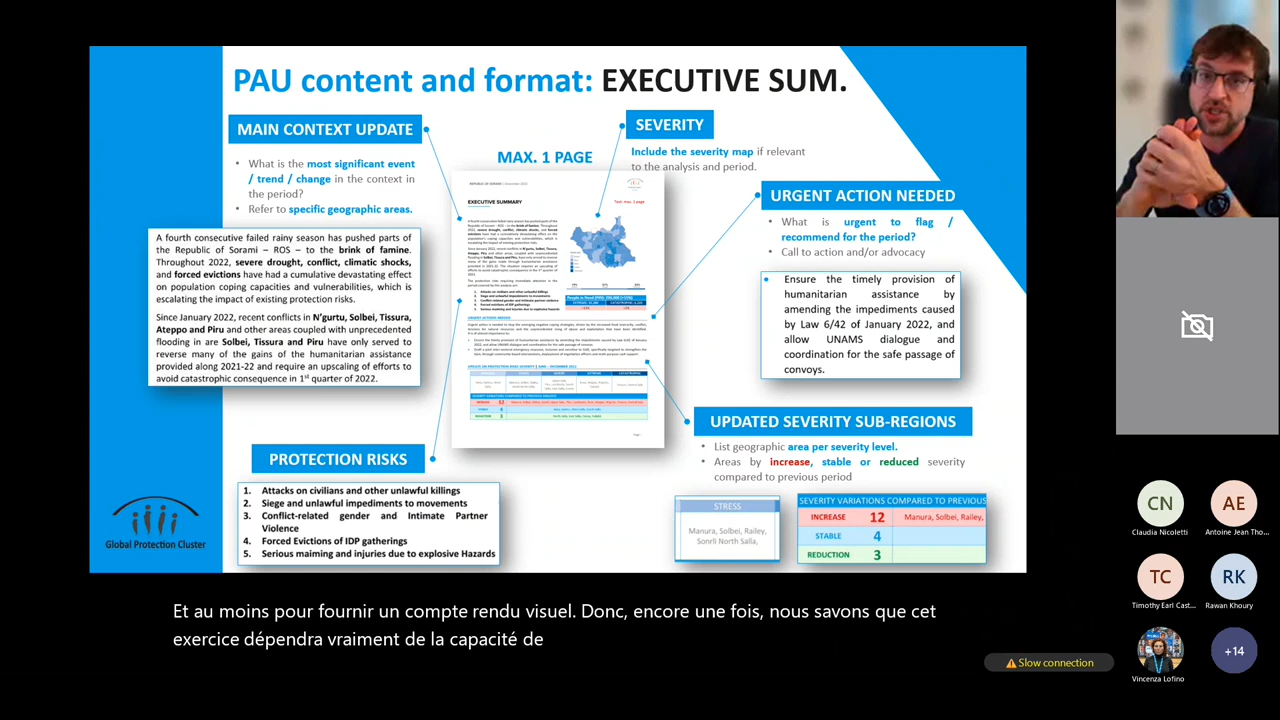 PAU content and format: EXECUTIVE SUM.
MAIN CONTEXT UPDATE
• What is the most significant event
/ trend / change in the context in
the period?
• Refer to specific geographic areas.
A fourth consecutive failed rainy season has pushed parts of
the Republic of Sorami – ROS – to the brink of famine.
Throughout 2022, severe drought, conflict, climatic shocks,
and forced evictions have had a cumulative devastating effect
on population coping capacities and vulnerabilities, which is
escalating the impact of existing protection risks.
Since January 2022, recent conflicts in N'gurtu, Solbei, Tissura,
Ateppo and Piru and other areas coupled with unprecedented
flooding in are Solbei, Tissura and Piru have only served to
reverse many of the gains of the humanitarian assistance
provided along 2021-22 and require an upscaling of efforts to
avoid catastrophic consequence in 1st quarter of 2022.
PROTECTION RISKS
1. Attacks on civilians and other unlawful killings
2. Siege and unlawful impediments to movements
3. Conflict-related gender and Intimate Partner
Violence
4. Forced Evictions of IDP gatherings
5. Serious maiming and injuries due to explosive Hazards
Global Protection Cluster
MAX. 1 PAGE
EXECUTIVE SUMMARY
SEVERITY
Include the severity map if relevant
to the analysis and period.
URGENT ACTION NEEDED
• What is urgent to flag /
recommend for the period?
• Call to action and/or advocacy
• Ensure the timely provision of
humanitarian assistance by
amending the impediments caused
by Law 6/42 of January 2022, and
allow UNAMS dialogue and
coordination for the safe passage of
convoys.
UPDATED SEVERITY SUB-REGIONS
• List geographic area per severity level.
• Areas by increase, stable or reduced severity
compared to previous period
STRESS
Manura, Solbei, Railey,
Sonrli North Salla,
SEVERITY VARIATIONS COMPARED TO PREVIOUS
INCREASE 12 Manura, Solbei, Railey,
STABLE 4
REDUCTION 3
Et au moins pour fournir un compte rendu visuel. Donc, encore une fois, nous savons que cet
exercice dépendra vraiment de la capacité de
Slow connection
CN
Claudia Nicoletti
AE
Antoine Jean Tho...
TC
Timothy Earl Cast...
RK
Rawan Khoury
Vincenza Lofino
+14